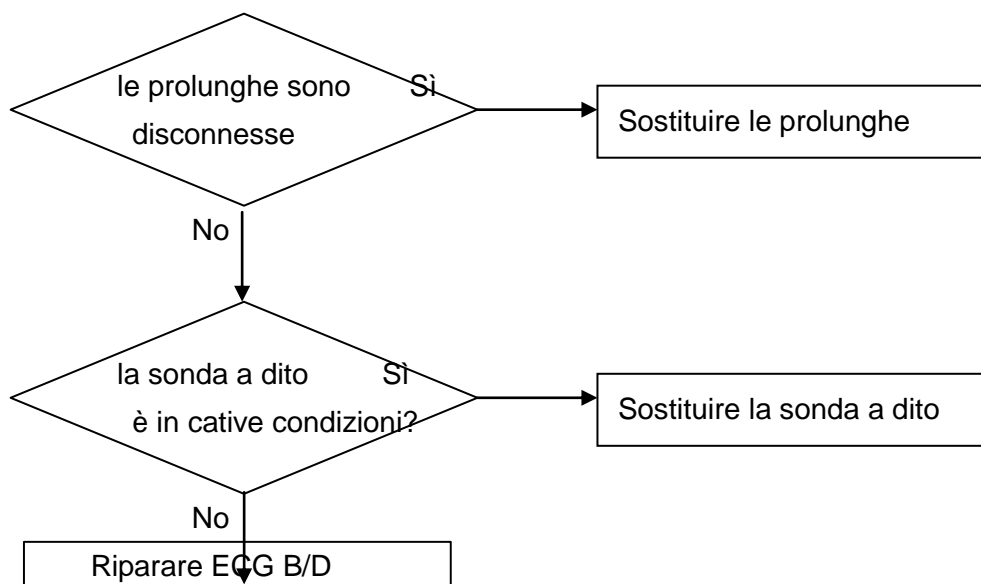 le prolunghe sono Sì
disconnesse
Sostituire le prolunghe
No
la sonda a dito Sì
è in cative condizioni?
Sostituire la sonda a dito
No
Riparare ECG B/D